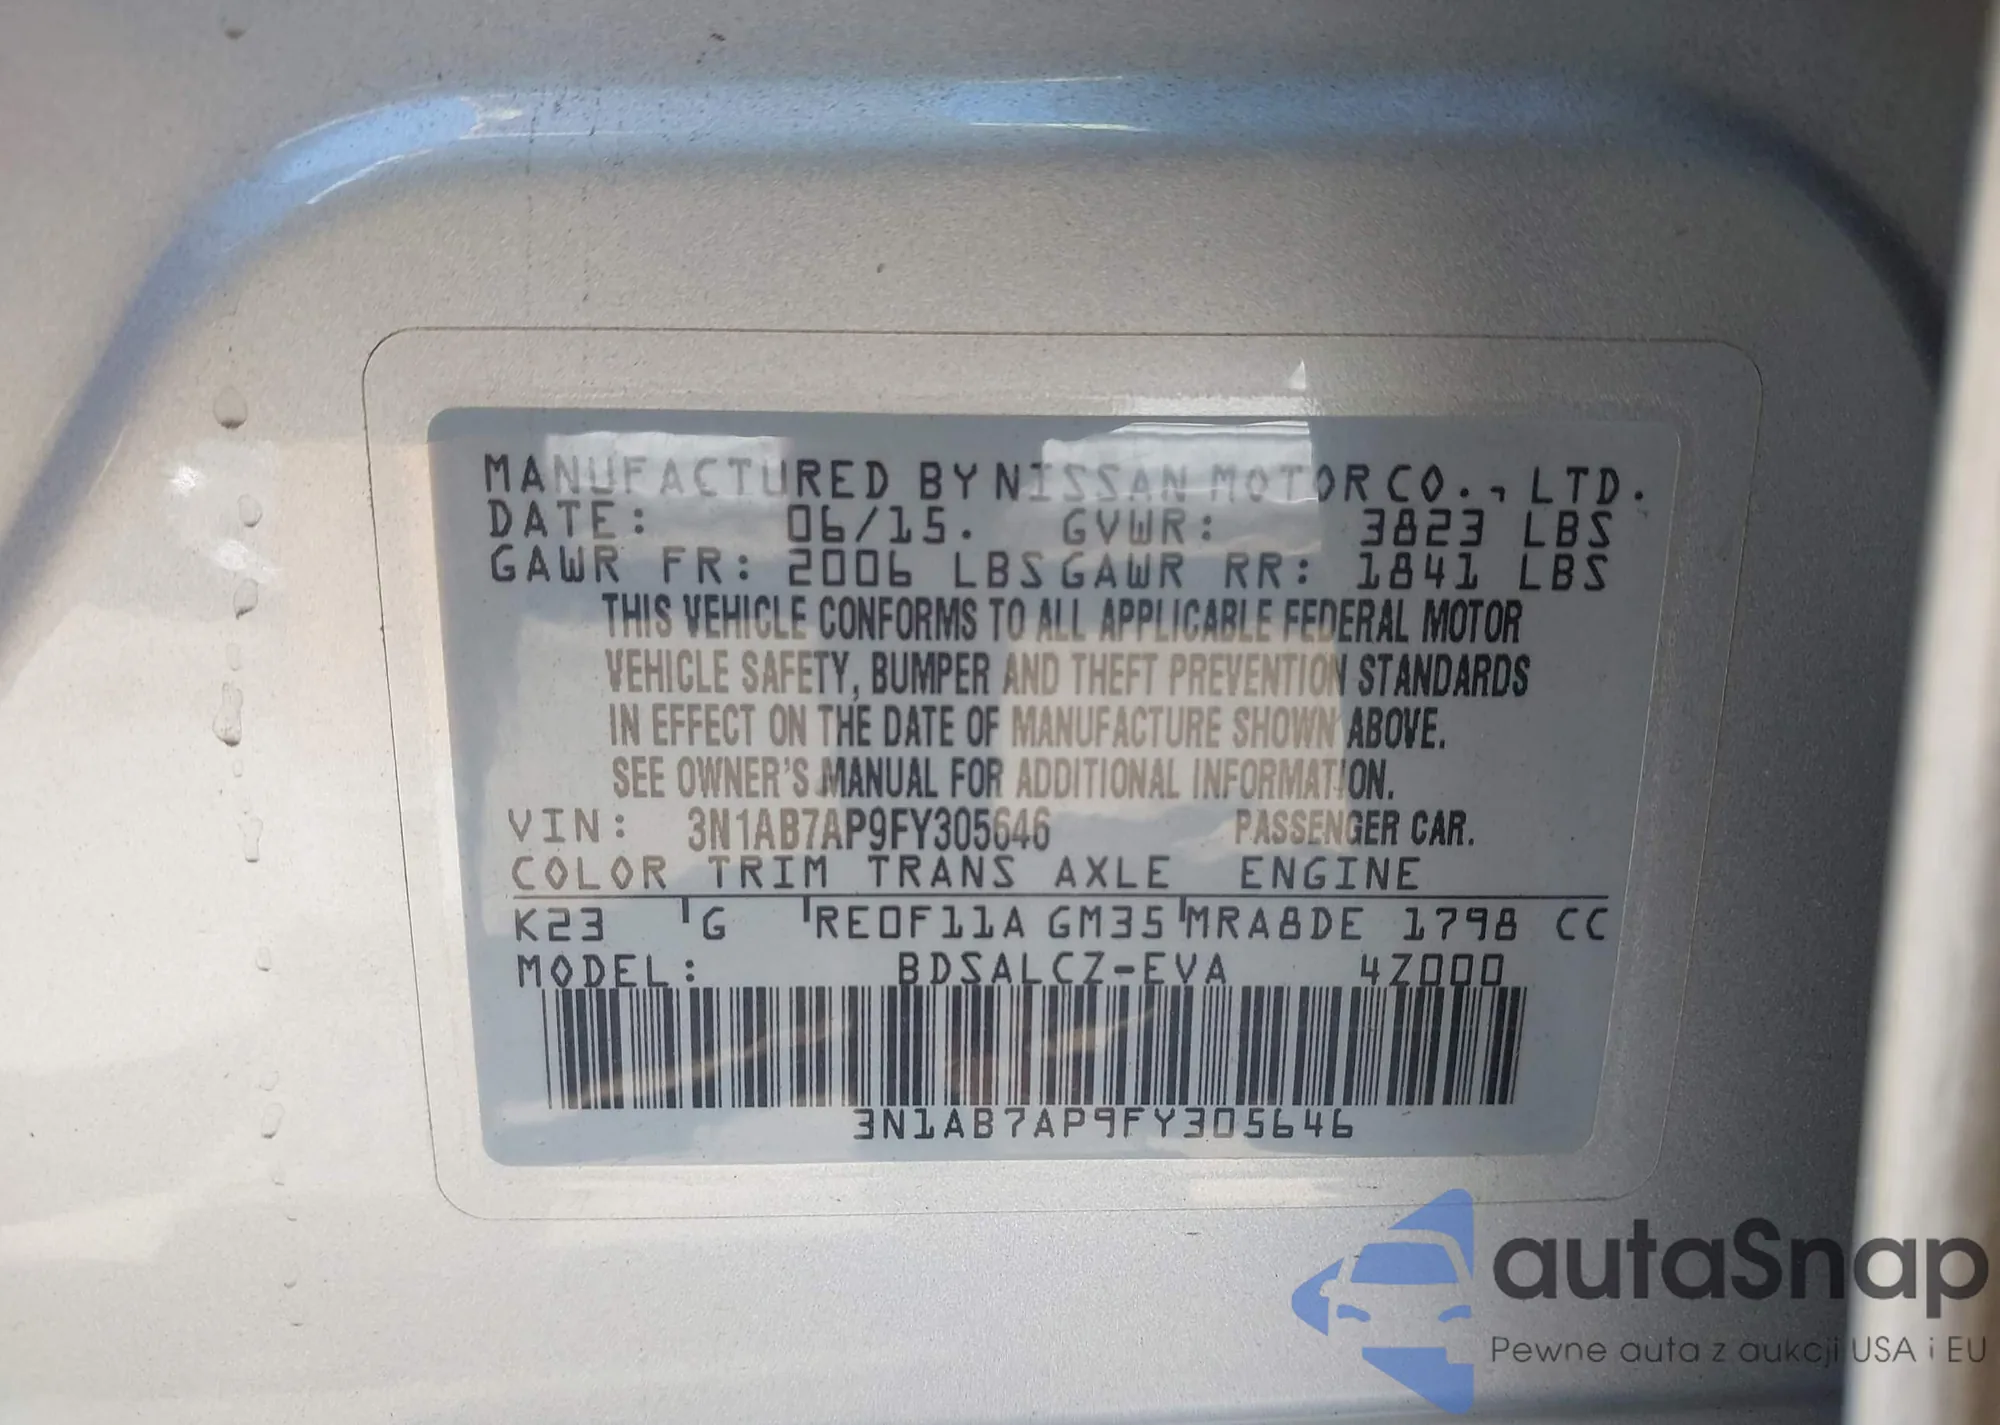 MANUFACTURED BY NISSAN MOTOR CO., LTD.
DATE: 06/15. GVWR: 3823 LBS
GAWR FR: 2006 LBS GAWR RR: 1841 LBS
THIS VEHICLE CONFORMS TO ALL APPLICABLE FEDERAL MOTOR
VEHICLE SAFETY, BUMPER AND THEFT PREVENTION STANDARDS
IN EFFECT ON THE DATE OF MANUFACTURE SHOWN ABOVE.
SEE OWNER'S MANUAL FOR ADDITIONAL INFORMATION.
VIN: 3N1AB7AP9FY305646 PASSENGER CAR.
COLOR TRIM TRANS AXLE ENGINE
K23 G RE0F11A GM35 MRA8DE 1798 CC
MODEL: BDSALCZ-EVA 4Z000
3N1AB7AP9FY305646
autaSnap
Pewne auta z aukcji USA i EU